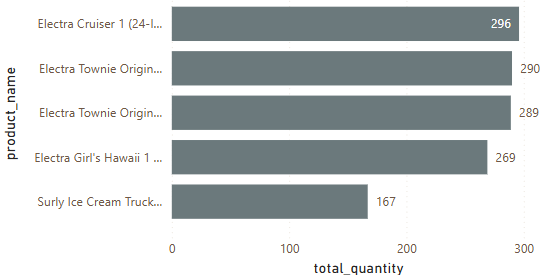 product_name
Electra Cruiser 1 (24-I... 296
Electra Townie Origin... 290
Electra Townie Origin... 289
Electra Girl's Hawaii 1 ... 269
Surly Ice Cream Truck... 167
0 100 200 300
total_quantity